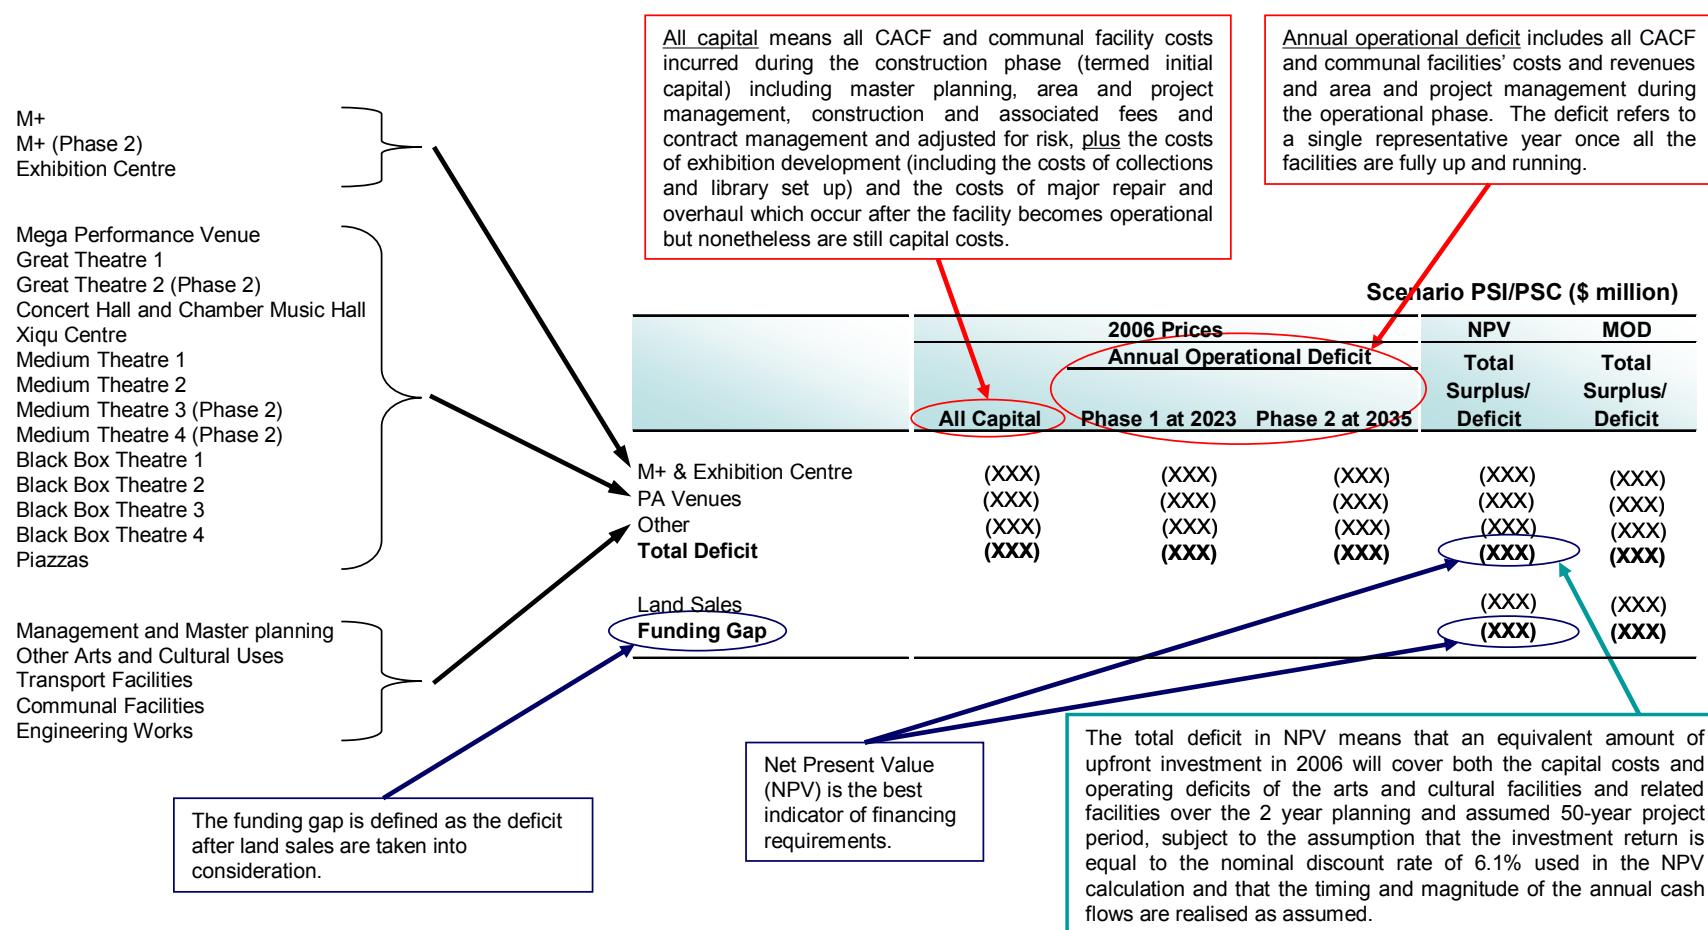 All capital means all CACF and communal facility costs
incurred during the construction phase (termed initial
capital) including master planning, area and project
management, construction and associated fees and
contract management and adjusted for risk, plus the costs
of exhibition development (including the costs of collections
and library set up) and the costs of major repair and
overhaul which occur after the facility becomes operational
but nonetheless are still capital costs.
Annual operational deficit includes all CACF
and communal facilities' costs and revenues
and area and project management during
the operational phase. The deficit refers to
a single representative year once all the
facilities are fully up and running.
M+
M+ (Phase 2)
Exhibition Centre
Mega Performance Venue
Great Theatre 1
Great Theatre 2 (Phase 2)
Concert Hall and Chamber Music Hall
Xiqu Centre
Medium Theatre 1
Medium Theatre 2
Medium Theatre 3 (Phase 2)
Medium Theatre 4 (Phase 2)
Black Box Theatre 1
Black Box Theatre 2
Black Box Theatre 3
Black Box Theatre 4
Piazzas
Management and Master planning
Other Arts and Cultural Uses
Transport Facilities
Communal Facilities
Engineering Works
Scenario PSI/PSC ($ million)
2006 Prices NPV MOD
Annual Operational Deficit Total Total
Surplus/ Surplus/
All Capital Phase 1 at 2023 Phase 2 at 2035 Deficit Deficit
M+ & Exhibition Centre (XXX) (XXX) (XXX) (XXX) (XXX)
PA Venues (XXX) (XXX) (XXX) (XXX) (XXX)
Other (XXX) (XXX) (XXX) (XXX) (XXX)
Total Deficit (XXX) (XXX) (XXX) (XXX) (XXX)
Land Sales (XXX) (XXX)
Funding Gap (XXX) (XXX)
The funding gap is defined as the deficit
after land sales are taken into
consideration.
Net Present Value
(NPV) is the best
indicator of financing
requirements.
The total deficit in NPV means that an equivalent amount of
upfront investment in 2006 will cover both the capital costs and
operating deficits of the arts and cultural facilities and related
facilities over the 2 year planning and assumed 50-year project
period, subject to the assumption that the investment return is
equal to the nominal discount rate of 6.1% used in the NPV
calculation and that the timing and magnitude of the annual cash
flows are realised as assumed.